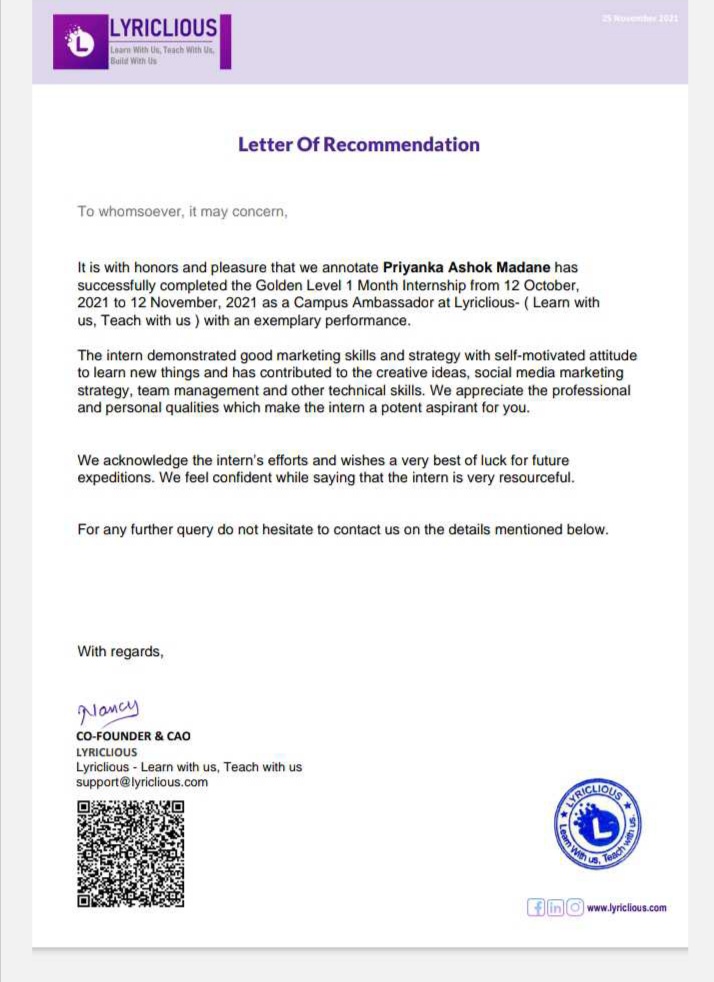 LYRICLIOUS
Learn With Us, Teach With Us,
Build With Us
25 November 2021
Letter Of Recommendation
To whomsoever, it may concern,
It is with honors and pleasure that we annotate Priyanka Ashok Madane has
successfully completed the Golden Level 1 Month Internship from 12 October,
2021 to 12 November, 2021 as a Campus Ambassador at Lyriclious- ( Learn with
us, Teach with us ) with an exemplary performance.
The intern demonstrated good marketing skills and strategy with self-motivated attitude
to learn new things and has contributed to the creative ideas, social media marketing
strategy, team management and other technical skills. We appreciate the professional
and personal qualities which make the intern a potent aspirant for you.
We acknowledge the intern's efforts and wishes a very best of luck for future
expeditions. We feel confident while saying that the intern is very resourceful.
For any further query do not hesitate to contact us on the details mentioned below.
With regards,
Nancy
CO-FOUNDER & CAO
LYRICLIOUS
Lyriclious - Learn with us, Teach with us
support@lyriclious.com
LYRICLIOUS
Learn With us, Teach with us.
www.lyriclious.com